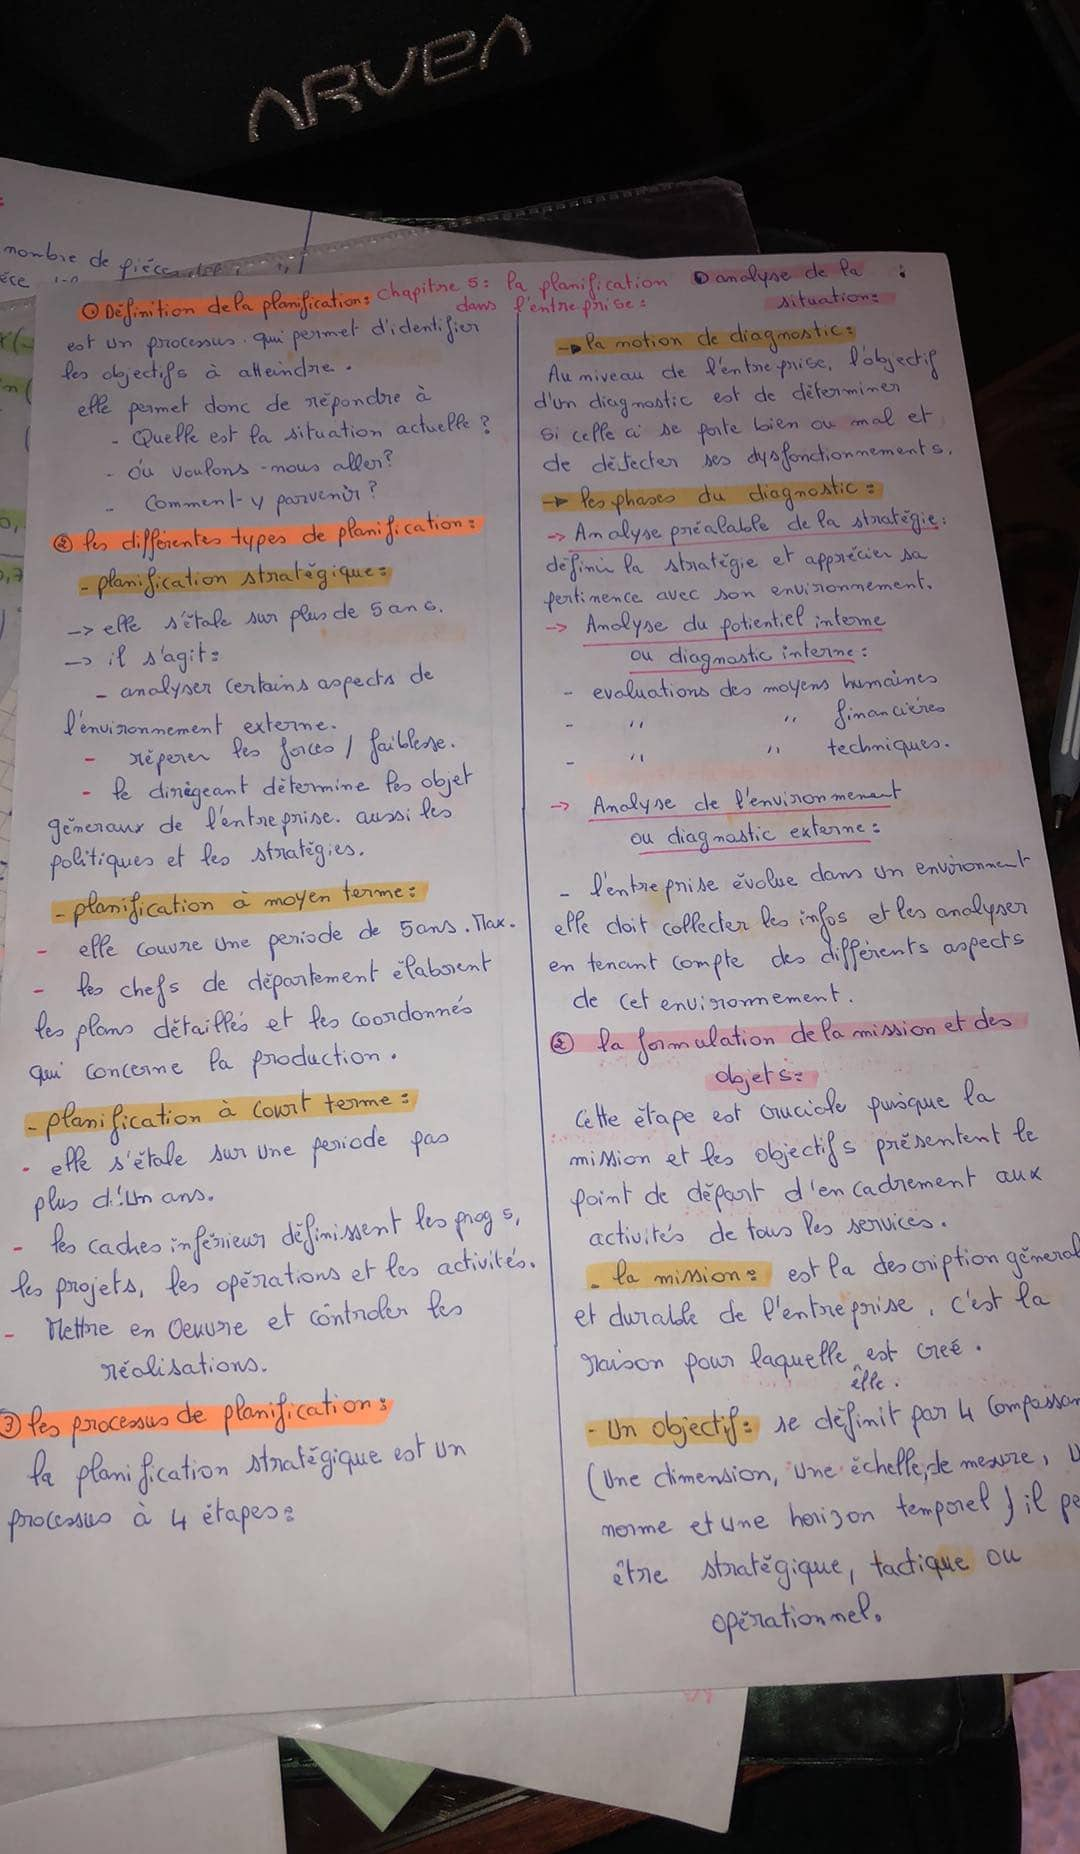 ARVEA
nombre de pièces
èce
Chapitre 5: la planification
dans l'entreprise:
① Définition de la planification:
est un processus. qui permet d'identifier
les objectifs à atteindre.
elle permet donc de répondre à
- Quelle est la situation actuelle ?
- où voulons-nous aller?
- Comment-y parvenir?
② les différentes types de planification:
- planification stratégique:
-> elle s'étale sur plus de 5 ans.
-> il s'agit:
- analyser certains aspects de
l'environnement externe.
- réperer les forces / faiblesse.
- le dirégeant détermine les objet
géneraux de l'entreprise. aussi les
politiques et les stratégies.
- planification à moyen terme:
- elle couvre une periode de 5ans. Max.
- les chefs de département élaborent
les plans détaillés et les coordonnés
qui concerne la production.
- planification à court terme:
- elle s'étale sur une periode pas
plus d'un ans.
- les cadres inférieur définissent les prog s,
les projets, les opérations et les activités.
- Mettre en Oeuvre et contrôler les
réalisations.
③ les processus de planification:
la planification stratégique est un
processus à 4 étapes:
① analyse de la :
situation:
-> la notion de diagnostic:
Au niveau de l'entreprise, l'objectif
d'un diagnostic est de déterminer
si celle ci se porte bien ou mal et
de détecter ses dysfonctionnements.
-> les phases du diagnostic:
-> Analyse préalable de la stratégie:
définir la stratégie et apprécier sa
pertinence avec son environnement.
-> Analyse du potientiel interne
ou diagnostic interne:
- evaluations des moyens humaines
- '' '' financières
- '' '' techniques.
-> Analyse de l'environnement
ou diagnostic externe:
- l'entreprise évolue dans un environnent
elle doit collecter les infos et les analyser
en tenant compte des différents aspects
de cet environnement.
② la formulation de la mission et des
objets:
Cette étape est cruciale puisque la
mission et les objectifs présentent le
point de départ d'encadrement aux
activités de tous les services.
- la mission: est la description géneral
et durable de l'entreprise, c'est la
raison pour laquelle elle est creé.
- Un objectif: se définit par 4 Compossan
(Une dimension, une échelle, de mesure, U
norme et une horizon temporel) il pe
être stratégique, tactique ou
opérationnel.